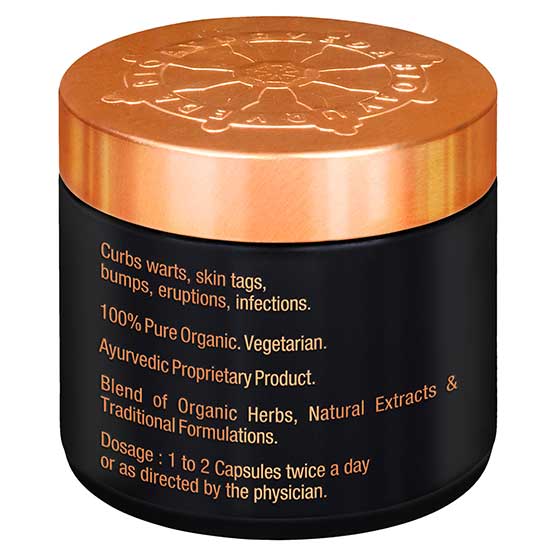 Curbs warts, skin tags,
bumps, eruptions, infections.
100% Pure Organic. Vegetarian.
Ayurvedic Proprietary Product.
Blend of Organic Herbs, Natural Extracts &
Traditional Formulations.
Dosage : 1 to 2 Capsules twice a day
or as directed by the physician.